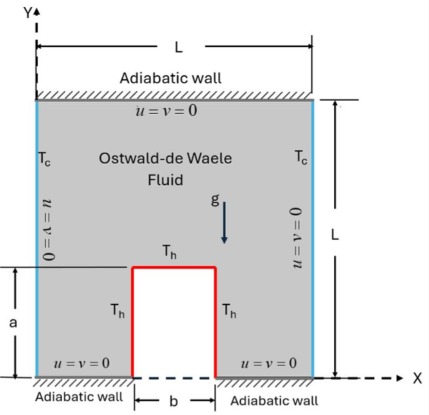 Y
L
Adiabatic wall
u = v = 0
Tc
Ostwald-de Waele
Fluid
Tc
g
u = v = 0
u = v = 0
L
Th
a
Th
Th
u = v = 0
u = v = 0
X
Adiabatic wall
b
Adiabatic wall